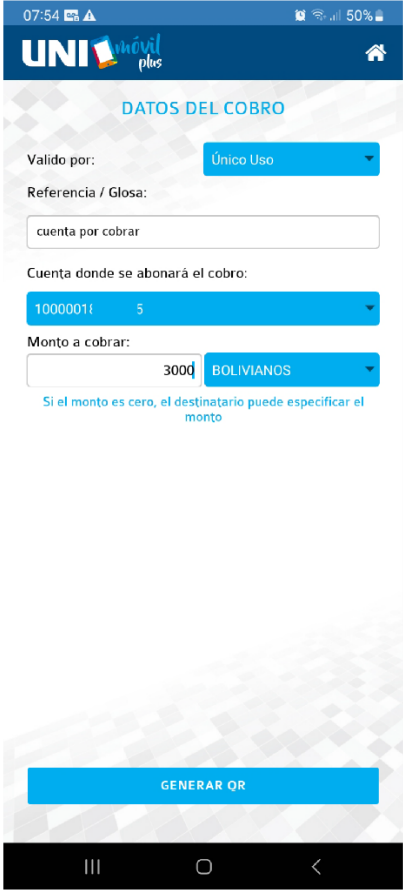 07:54 50%
UNI móvil plus
DATOS DEL COBRO
Valido por: Único Uso
Referencia / Glosa:
cuenta por cobrar
Cuenta donde se abonará el cobro:
10000018 5
Monto a cobrar:
3000 BOLIVIANOS
Si el monto es cero, el destinatario puede especificar el
monto
GENERAR QR